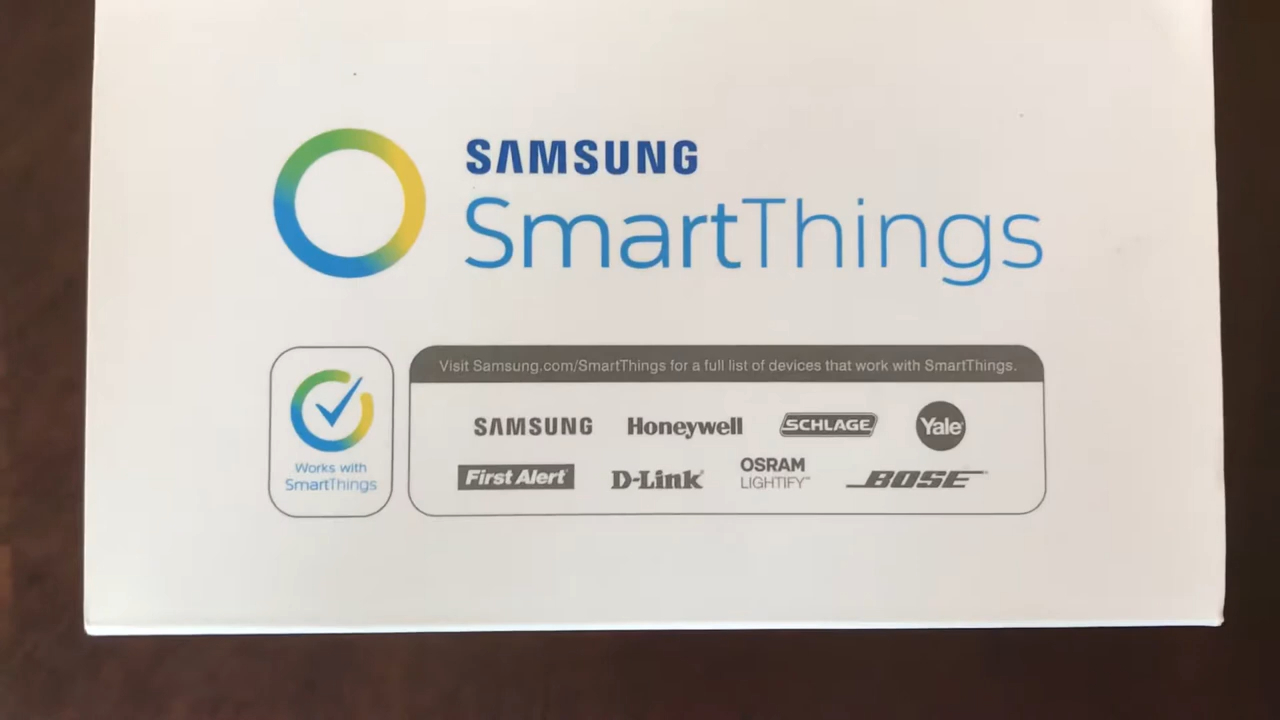 SAMSUNG
SmartThings
Works with
SmartThings
Visit Samsung.com/SmartThings for a full list of devices that work with SmartThings.
SAMSUNG Honeywell SCHLAGE Yale
First Alert D-Link OSRAM LIGHTIFY™ BOSE